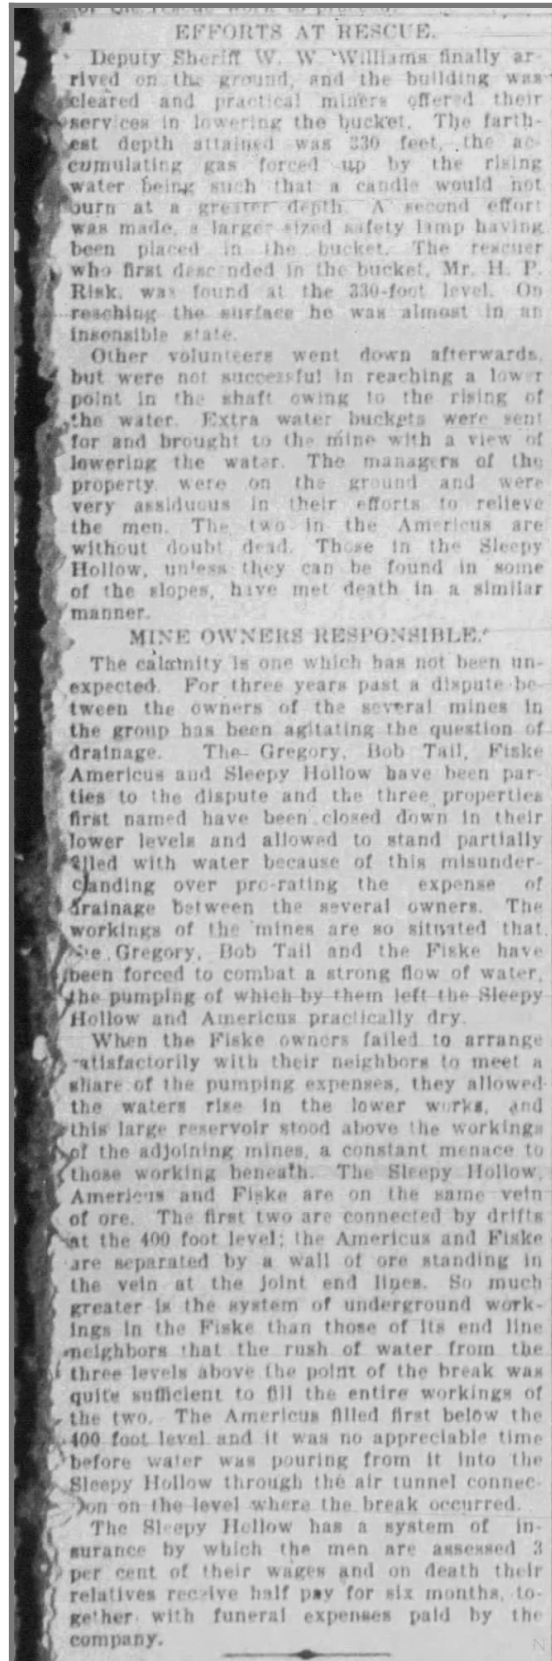 of the rescue work to proceed.
EFFORTS AT RESCUE.
Deputy Sheriff W. W. Williams finally ar-
rived on the ground, and the building was
cleared and practical miners offered their
services in lowering the bucket. The farth-
est depth attained was 330 feet, the ac-
cumulating gas forced up by the rising
water being such that a candle would not
burn at a greater depth. A second effort
was made, a larger sized safety lamp having
been placed in the bucket. The rescuer
who first descended in the bucket, Mr. H. P.
Risk, was found at the 330-foot level. On
reaching the surface he was almost in an
insensible state.
Other volunteers went down afterwards,
but were not successful in reaching a lower
point in the shaft owing to the rising of
the water. Extra water buckets were sent
for and brought to the mine with a view of
lowering the water. The managers of the
property were on the ground and were
very assiduous in their efforts to relieve
the men. The two in the Americus are
without doubt dead. Those in the Sleepy
Hollow, unless they can be found in some
of the slopes, have met death in a similar
manner.
MINE OWNERS RESPONSIBLE.
The calamity is one which has not been un-
expected. For three years past a dispute be-
tween the owners of the several mines in
the group has been agitating the question of
drainage. The Gregory, Bob Tail, Fiske
Americus and Sleepy Hollow have been par-
ties to the dispute and the three properties
first named have been closed down in their
lower levels and allowed to stand partially
filled with water because of this misunder-
standing over pro-rating the expense of
drainage between the several owners. The
workings of the mines are so situated that
the Gregory, Bob Tail and the Fiske have
been forced to combat a strong flow of water,
the pumping of which by them left the Sleepy
Hollow and Americus practically dry.
When the Fiske owners failed to arrange
satisfactorily with their neighbors to meet a
share of the pumping expenses, they allowed
the waters rise in the lower works, and
this large reservoir stood above the workings
of the adjoining mines, a constant menace to
those working beneath. The Sleepy Hollow,
Americus and Fiske are on the same vein
of ore. The first two are connected by drifts
at the 400 foot level; the Americus and Fiske
are separated by a wall of ore standing in
the vein at the joint end lines. So much
greater is the system of underground work-
ings in the Fiske than those of its end line
neighbors that the rush of water from the
three levels above the point of the break was
quite sufficient to fill the entire workings of
the two. The Americus filled first below the
400 foot level and it was no appreciable time
before water was pouring from it into the
Sleepy Hollow through the air tunnel connec-
ion on the level where the break occurred.
The Sleepy Hollow has a system of in-
surance by which the men are assessed 3
per cent of their wages and on death their
relatives receive half pay for six months, to-
gether with funeral expenses paid by the
company.
N